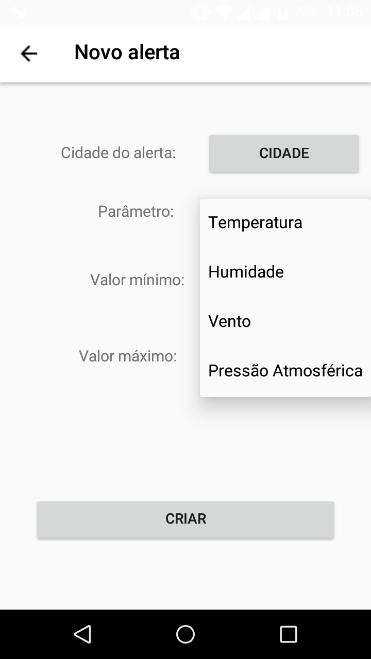 Novo alerta
Cidade do alerta:
CIDADE
Parâmetro:
Temperatura
Humidade
Valor mínimo:
Vento
Valor máximo:
Pressão Atmosférica
CRIAR